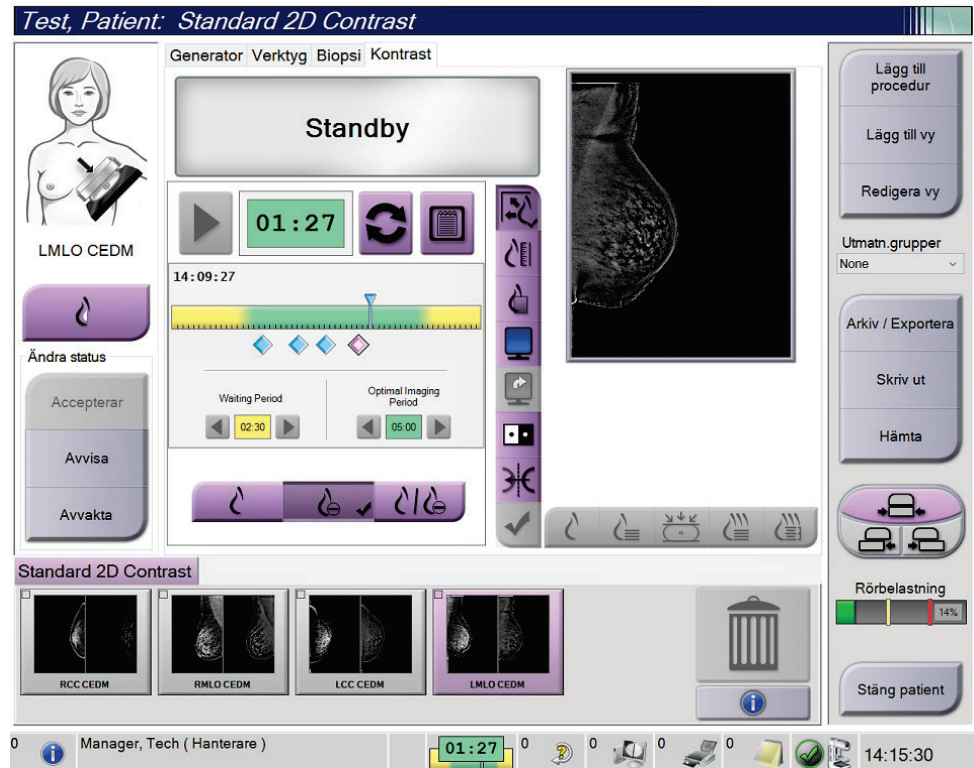 Test, Patient: Standard 2D Contrast
Generator Verktyg Biopsi Kontrast
Standby
LMLO CEDM
01:27
14:09:27
Waiting Period
Optimal Imaging
Period
02:30
05:00
Ändra status
Accepterar
Avvisa
Avvakta
Lägg till
procedur
Lägg till vy
Redigera vy
Utmatn.grupper
None
Arkiv / Exportera
Skriv ut
Hämta
Rörbelastning
14%
Stäng patient
Standard 2D Contrast
RCC CEDM
RMLO CEDM
LCC CEDM
LMLO CEDM
0
Manager, Tech ( Hanterare )
01:27
0
0
0
0
14:15:30